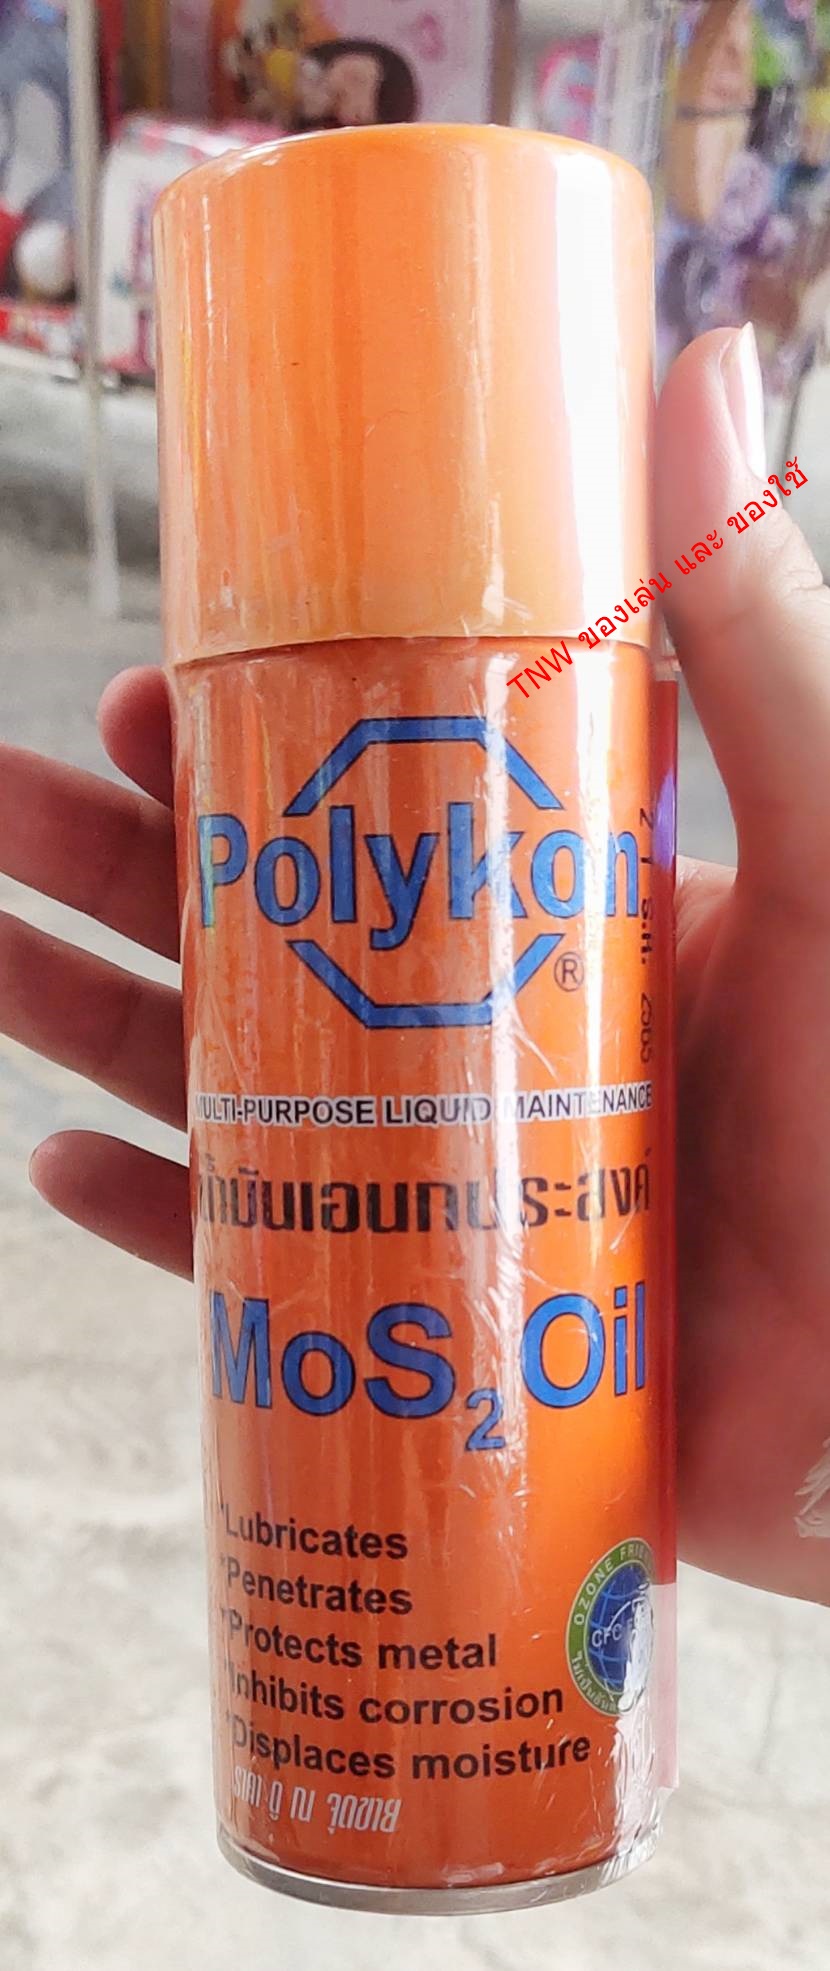 TNW ของเล่น และ ของใช้
Polykon
®
MULTI-PURPOSE LIQUID MAINTENANCE
น้ำมันเอนกประสงค์
MoS₂ Oil
*Lubricates
*Penetrates
*Protects metal
*Inhibits corrosion
*Displaces moisture
OZONE
CFC